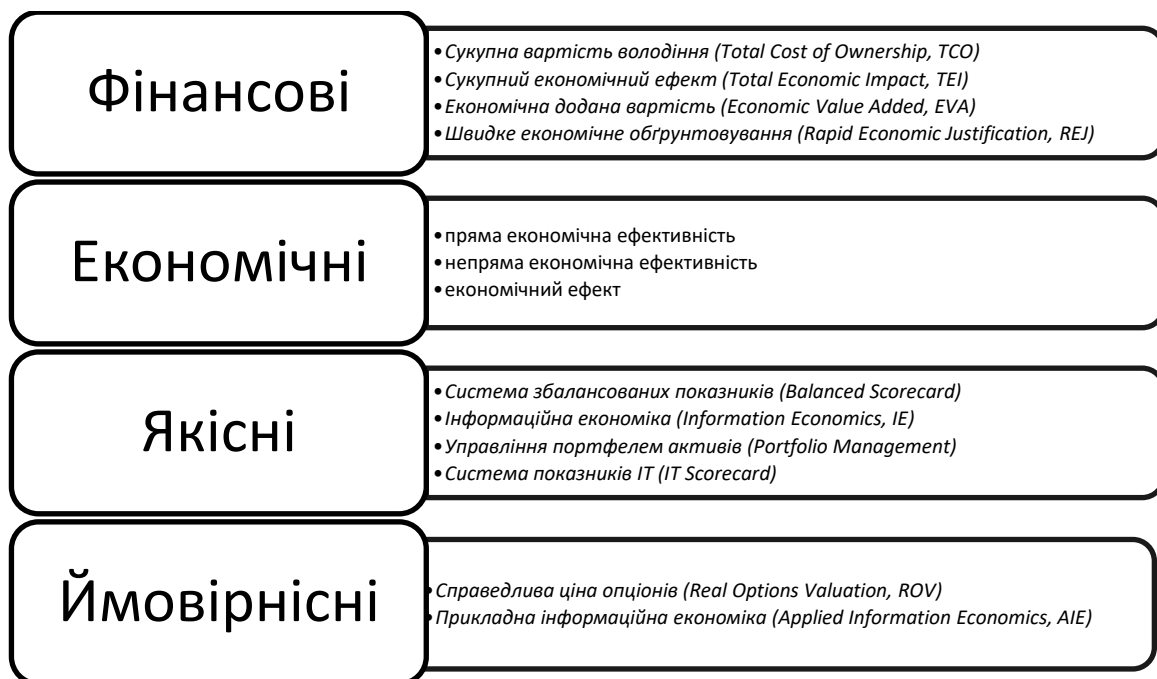 Фінансові
•Сукупна вартість володіння (Total Cost of Ownership, TCO)
•Сукупний економічний ефект (Total Economic Impact, TEI)
•Економічна додана вартість (Economic Value Added, EVA)
•Швидке економічне обґрунтовування (Rapid Economic Justification, REJ)
Економічні
•пряма економічна ефективність
•непряма економічна ефективність
•економічний ефект
Якісні
•Система збалансованих показників (Balanced Scorecard)
•Інформаційна економіка (Information Economics, IE)
•Управління портфелем активів (Portfolio Management)
•Система показників IT (IT Scorecard)
Ймовірнісні
•Справедлива ціна опціонів (Real Options Valuation, ROV)
•Прикладна інформаційна економіка (Applied Information Economics, AIE)